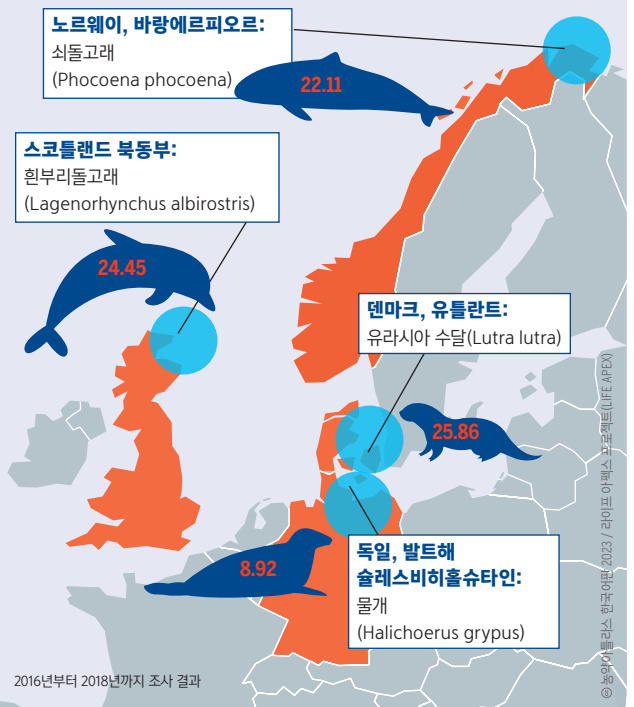 노르웨이, 바랑에르피오르:
쇠돌고래
(Phocoena phocoena)
22.11
스코틀랜드 북동부:
흰부리돌고래
(Lagenorhynchus albirostris)
24.45
덴마크, 유틀란트:
유라시아 수달(Lutra lutra)
25.86
독일, 발트해
슐레스비히홀슈타인:
물개
(Halichoerus grypus)
8.92
2016년부터 2018년까지 조사 결과
© 농약아틀라스 한국어판 2023 / 라이프 아펙스 프로젝트(LIFE APEX)